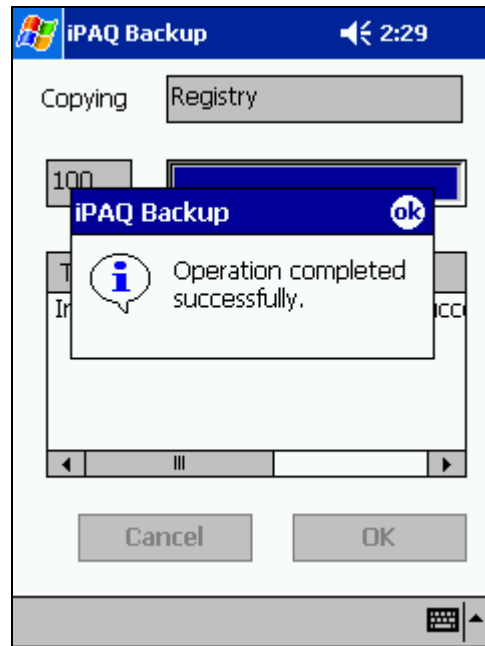 iPAQ Backup 2:29
Copying Registry
100
iPAQ Backup ok
Operation completed
successfully.
Cancel OK